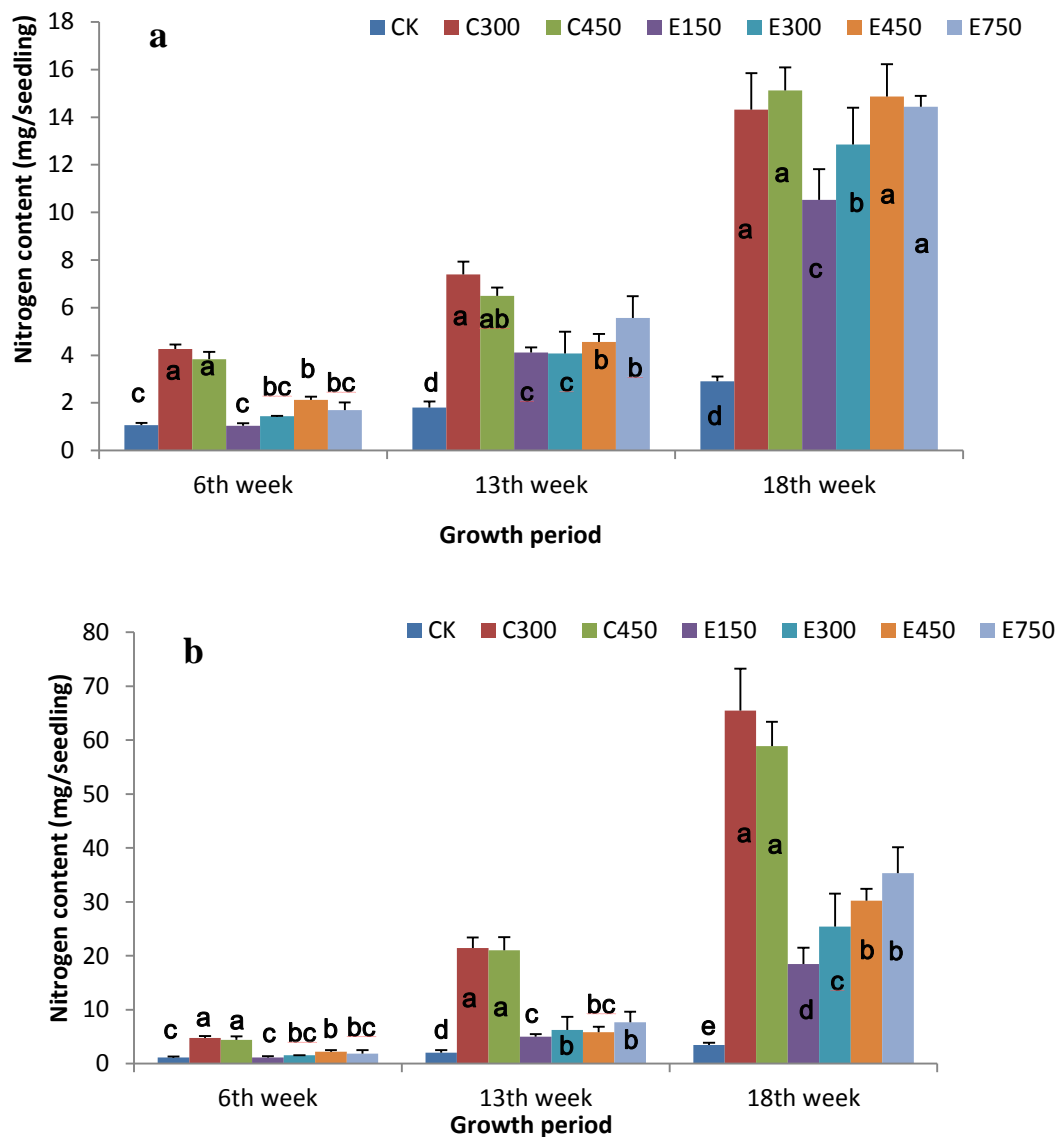 a
CK C300 C450 E150 E300 E450 E750
Nitrogen content (mg/seedling)
18
16
14
12
10
8
6
4
2
0
c a a c bc b bc
d a ab c c b b
d a a c b a a
6th week 13th week 18th week
Growth period
b
CK C300 C450 E150 E300 E450 E750
Nitrogen content (mg/seedling)
80
70
60
50
40
30
20
10
0
c a a c bc b bc
d a a c b bc b
e a a d c b b
6th week 13th week 18th week
Growth period